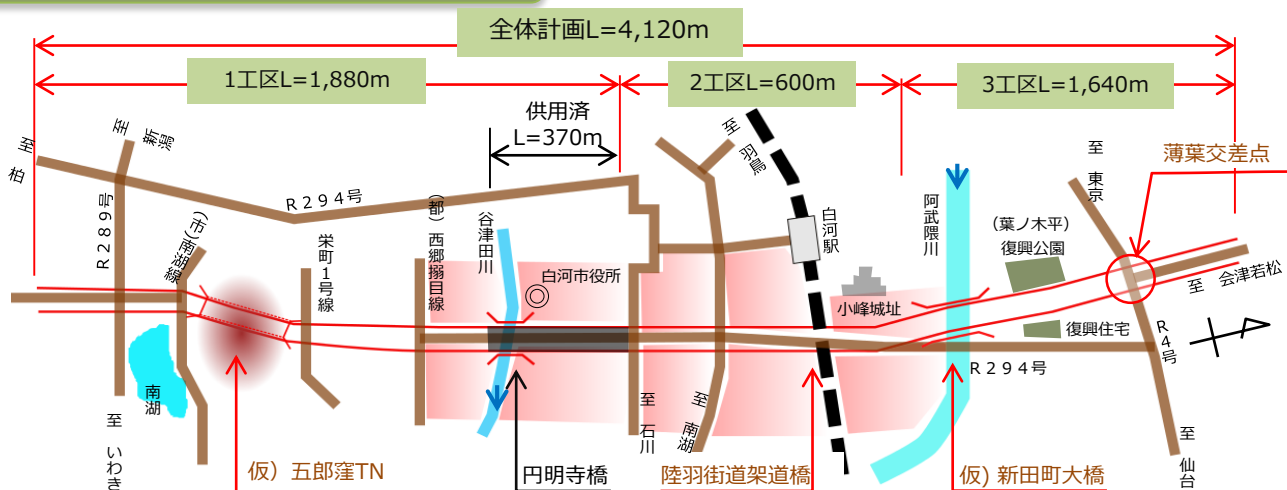 全体計画L=4,120m
1工区L=1,880m
2工区L=600m
3工区L=1,640m
供用済
L=370m
至 柏
至 新潟
R289号
(市)南湖線
R294号
栄町1号線
(都)西郷搦目線
谷津田川
白河市役所
至 羽鳥
白河駅
小峰城址
阿武隈川
(葉ノ木平)
復興公園
復興住宅
至 東京
薄葉交差点
至 会津若松
R4号
R294号
南湖
至 いわき
至 石川
至 南湖
至 仙台
仮）五郎窪TN
円明寺橋
陸羽街道架道橋
仮) 新田町大橋